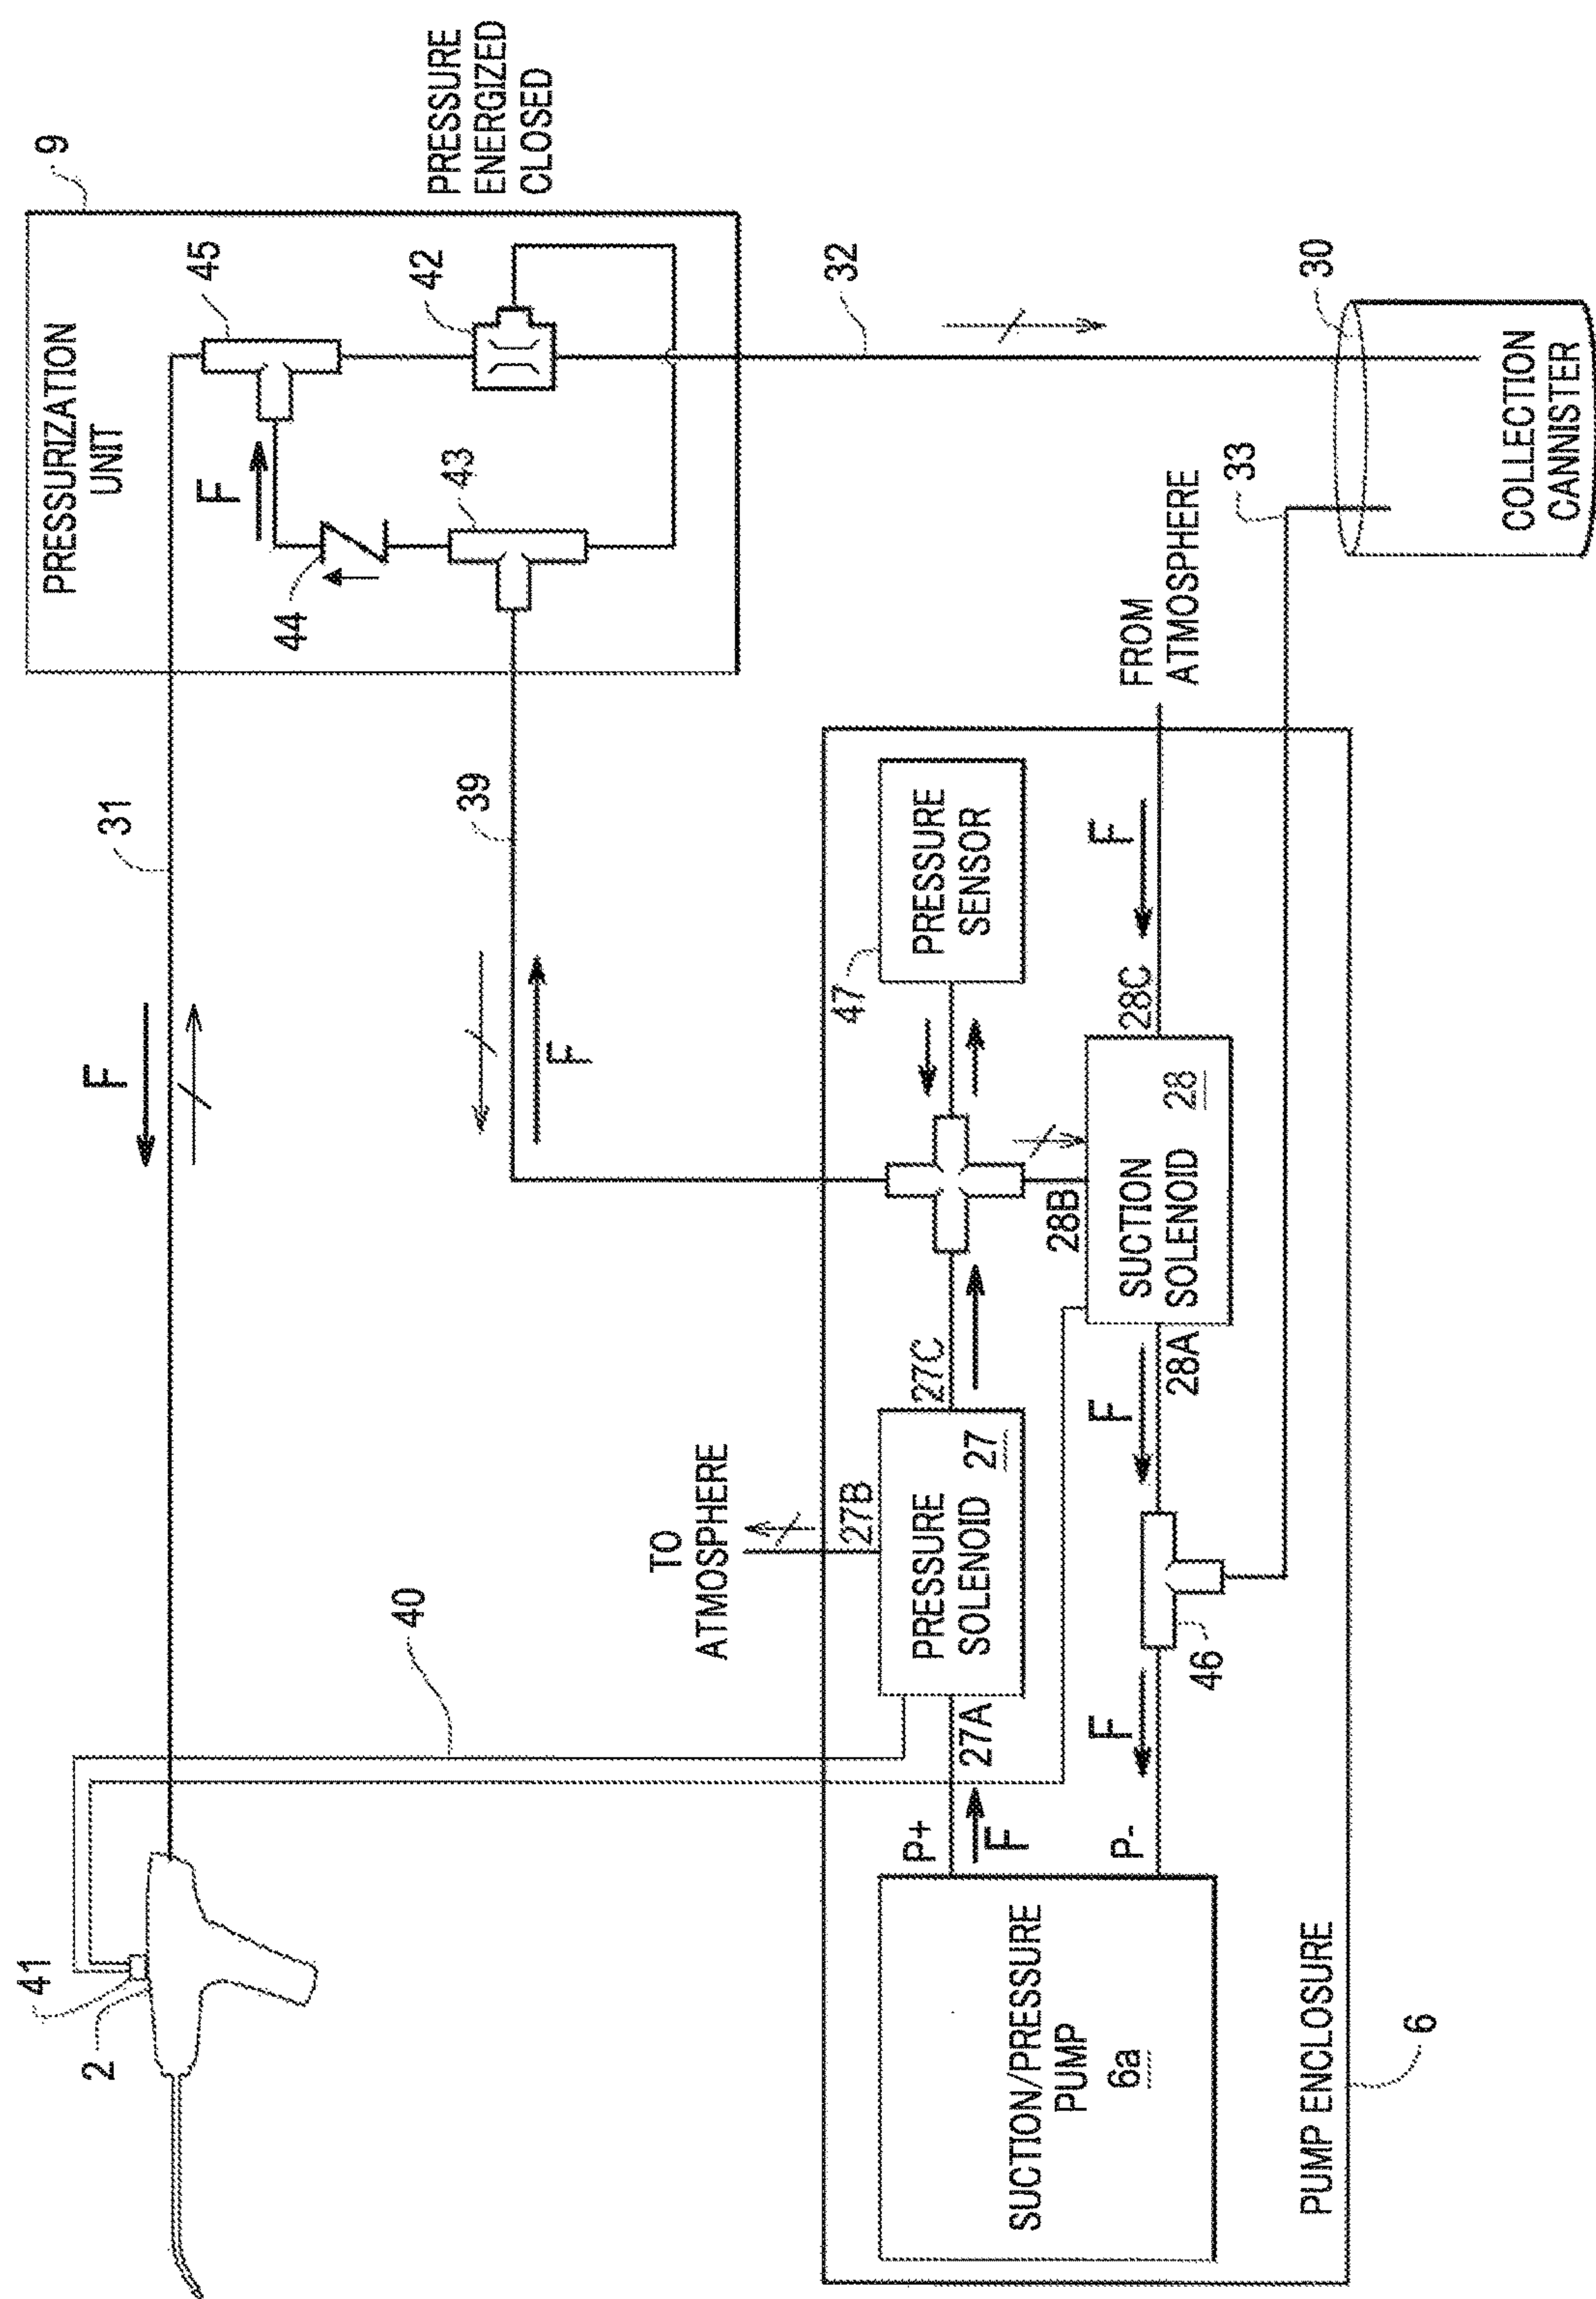 41
2
F
31
PRESSURIZATION
UNIT
9
45
F
44
43
42
PRESSURE
ENERGIZED
CLOSED
40
39
F
32
TO
ATMOSPHERE
27B
47
P+
F
27A
PRESSURE
SOLENOID 27
27C
PRESSURE
SENSOR
SUCTION/PRESSURE
PUMP
6a
P-
F
46
F
28A
28B
SUCTION
SOLENOID 28
28C
F
FROM
ATMOSPHERE
33
30
COLLECTION
CANNISTER
PUMP ENCLOSURE
6